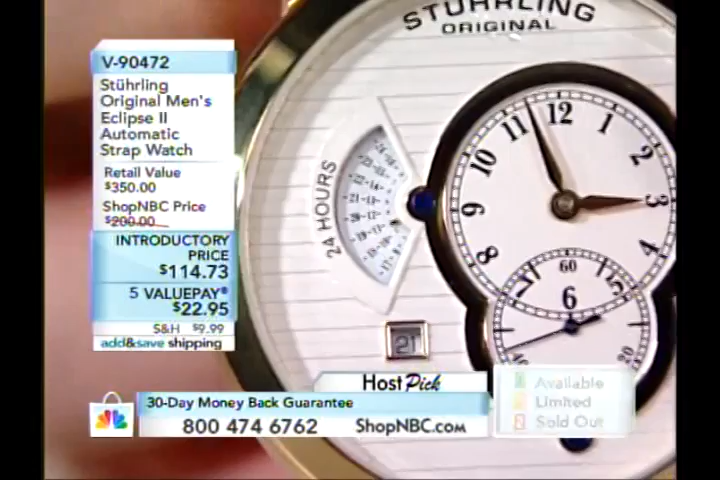 STÜHRLING
ORIGINAL
V-90472
Stührling
Original Men's
Eclipse II
Automatic
Strap Watch
Retail Value
$350.00
ShopNBC Price
$200.00
INTRODUCTORY
PRICE
$114.73
5 VALUEPAY®
$22.95
S&H $9.99
add&save shipping
24 HOURS
12
1
2
3
4
6
8
9
10
11
60
20
21
Host Pick
30-Day Money Back Guarantee
800 474 6762 ShopNBC.com
Available
Limited
Sold Out